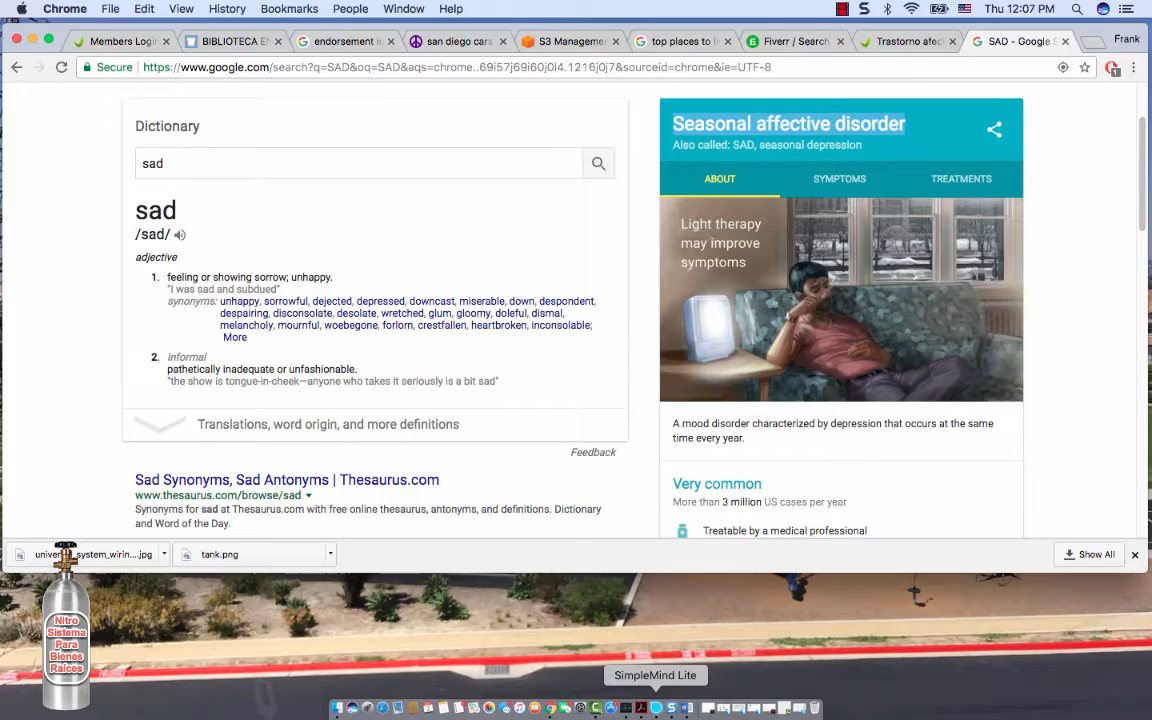 Chrome File Edit View History Bookmarks People Window Help Thu 12:07 PM
Members Login BIBLIOTECA E endorsement i san diego cars S3 Managem top places to l Fiverr / Search Trastorno afec SAD - Google S Frank
Secure https://www.google.com/search?q=SAD&oq=SAD&aqs=chrome..69i57j69i60j0l4.1216j0j7&sourceid=chrome&ie=UTF-8
Dictionary
sad
sad
/sad/
adjective
1. feeling or showing sorrow; unhappy.
"I was sad and subdued"
synonyms: unhappy, sorrowful, dejected, depressed, downcast, miserable, down, despondent,
despairing, disconsolate, desolate, wretched, glum, gloomy, doleful, dismal,
melancholy, mournful, woebegone, forlorn, crestfallen, heartbroken, inconsolable;
More
2. informal
pathetically inadequate or unfashionable.
"the show is tongue-in-cheek—anyone who takes it seriously is a bit sad"
Translations, word origin, and more definitions
Feedback
Sad Synonyms, Sad Antonyms | Thesaurus.com
www.thesaurus.com/browse/sad
Synonyms for sad at Thesaurus.com with free online thesaurus, antonyms, and definitions. Dictionary
and Word of the Day.
Seasonal affective disorder
Also called: SAD, seasonal depression
ABOUT SYMPTOMS TREATMENTS
Light therapy
may improve
symptoms
A mood disorder characterized by depression that occurs at the same
time every year.
Very common
More than 3 million US cases per year
Treatable by a medical professional
univer system_wirin....jpg tank.png Show All
Nitro
Sistema
Para
Bienes
Raices
SimpleMind Lite